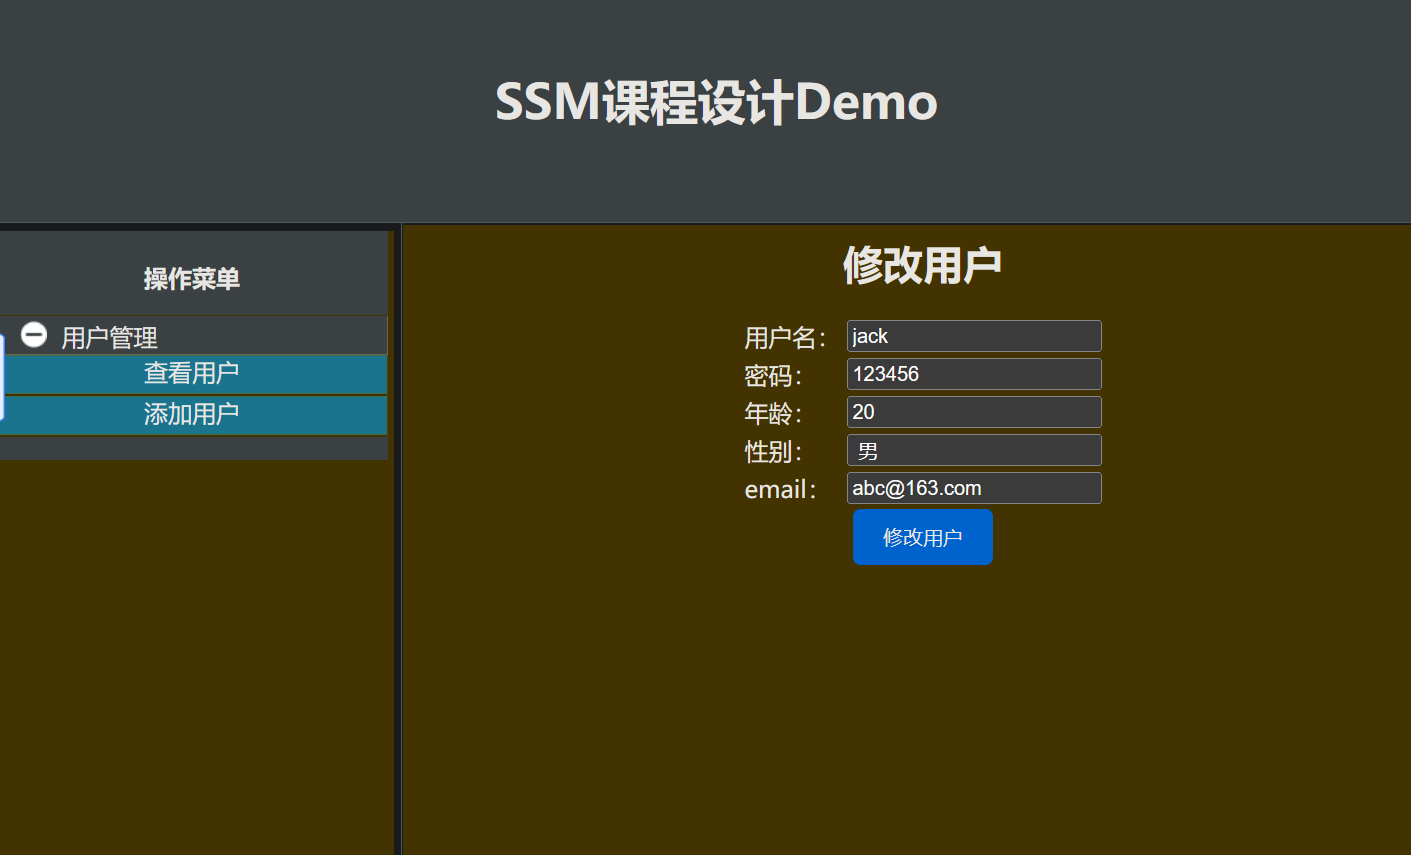 SSM课程设计Demo
操作菜单
用户管理
查看用户
添加用户
修改用户
用户名： jack
密码： 123456
年龄： 20
性别： 男
email： abc@163.com
修改用户